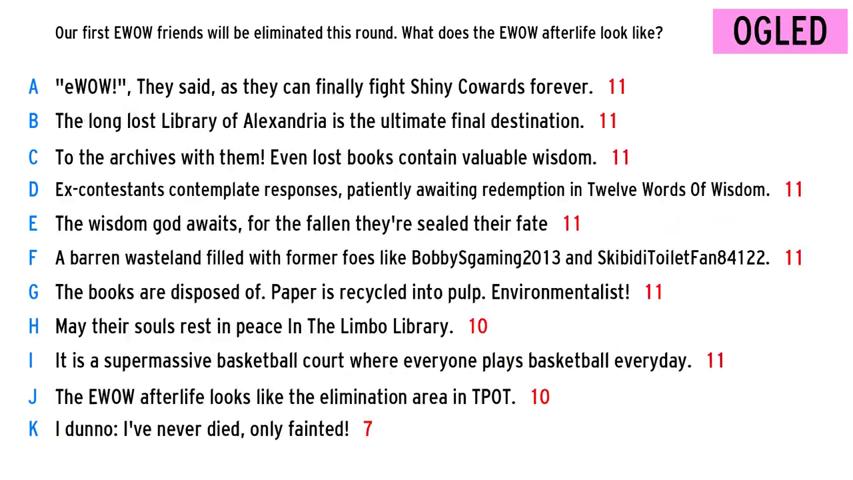 Our first EWOW friends will be eliminated this round. What does the EWOW afterlife look like?
OGLED
A "eWOW!", They said, as they can finally fight Shiny Cowards forever. 11
B The long lost Library of Alexandria is the ultimate final destination. 11
C To the archives with them! Even lost books contain valuable wisdom. 11
D Ex-contestants contemplate responses, patiently awaiting redemption in Twelve Words Of Wisdom. 11
E The wisdom god awaits, for the fallen they're sealed their fate 11
F A barren wasteland filled with former foes like BobbySgaming2013 and SkibidiToiletFan84122. 11
G The books are disposed of. Paper is recycled into pulp. Environmentalist! 11
H May their souls rest in peace In The Limbo Library. 10
I It is a supermassive basketball court where everyone plays basketball everyday. 11
J The EWOW afterlife looks like the elimination area in TPOT. 10
K I dunno: I've never died, only fainted! 7